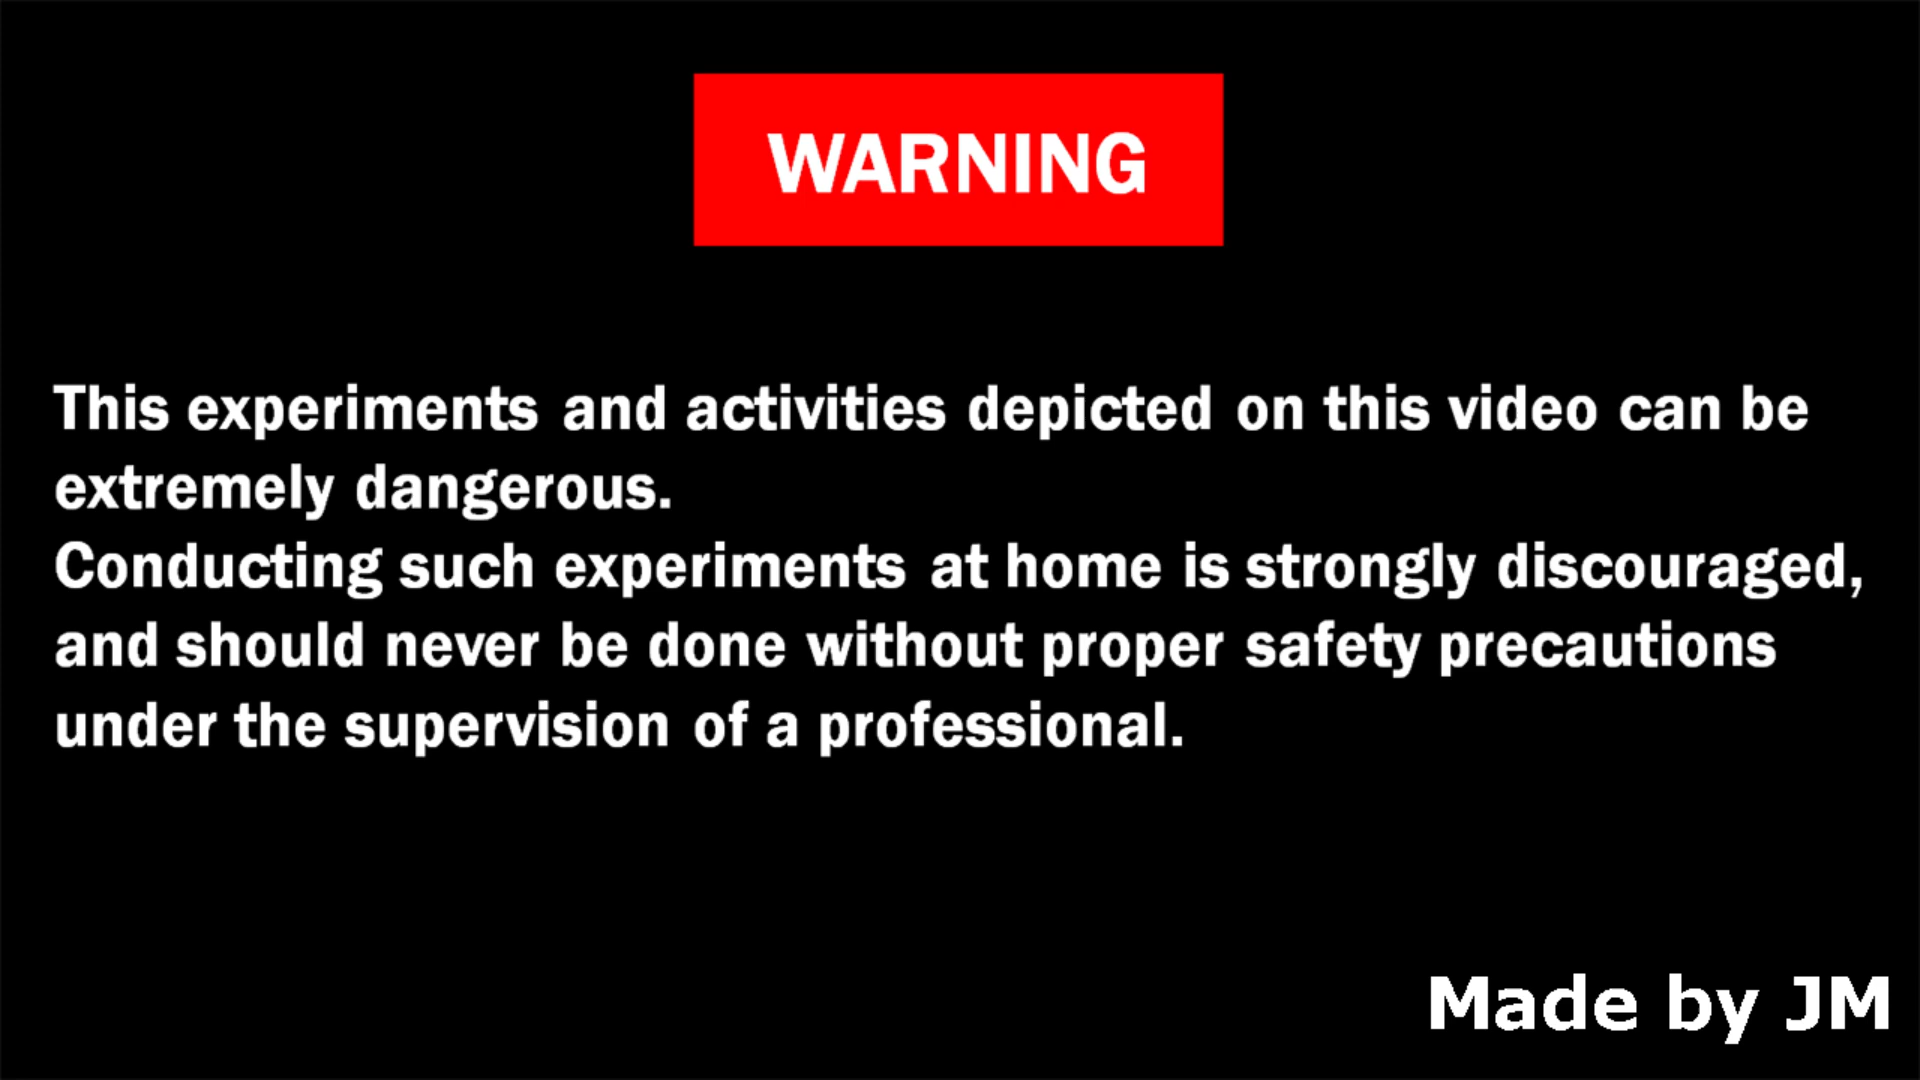 WARNING
This experiments and activities depicted on this video can be
extremely dangerous.
Conducting such experiments at home is strongly discouraged,
and should never be done without proper safety precautions
under the supervision of a professional.
Made by JM